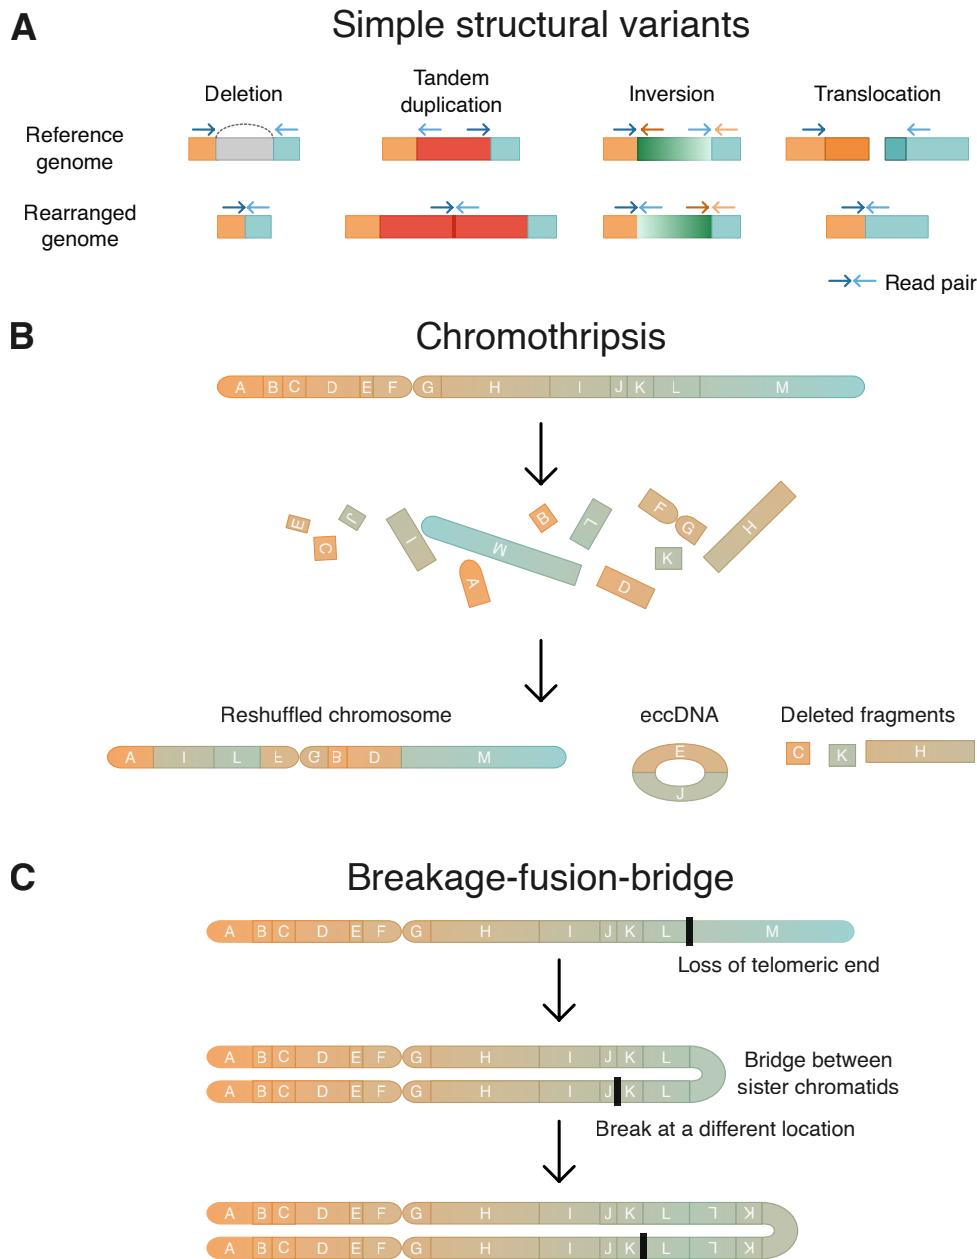 A
Simple structural variants
Deletion
Tandem
duplication
Inversion
Translocation
Reference
genome
Rearranged
genome
Read pair
B
Chromothripsis
A B C D E F G H I J K L M
E J C I M A B L D F G K H
Reshuffled chromosome
eccDNA
Deleted fragments
A I L E G B D M
E
J
C K H
C
Breakage-fusion-bridge
A B C D E F G H I J K L M
Loss of telomeric end
A B C D E F G H I J K L
Bridge between
sister chromatids
A B C D E F G H I J K L
Break at a different location
A B C D E F G H I J K L L K
A B C D E F G H I J K L L K